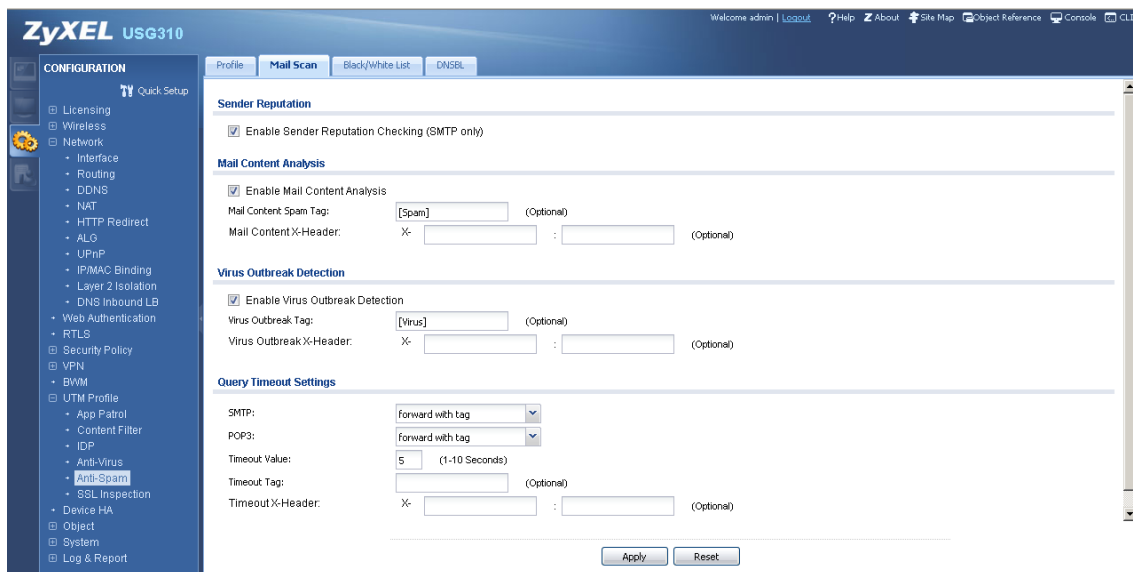 Welcome admin | Logout ?Help Z About Site Map Object Reference Console CLI
ZyXEL USG310
CONFIGURATION
Quick Setup
Licensing
Wireless
Network
Interface
Routing
DDNS
NAT
HTTP Redirect
ALG
UPnP
IP/MAC Binding
Layer 2 Isolation
DNS Inbound LB
Web Authentication
RTLS
Security Policy
VPN
BWM
UTM Profile
App Patrol
Content Filter
IDP
Anti-Virus
Anti-Spam
SSL Inspection
Device HA
Object
System
Log & Report
Profile Mail Scan Black/White List DNSBL
Sender Reputation
Enable Sender Reputation Checking (SMTP only)
Mail Content Analysis
Enable Mail Content Analysis
Mail Content Spam Tag: [Spam] (Optional)
Mail Content X-Header: X- : (Optional)
Virus Outbreak Detection
Enable Virus Outbreak Detection
Virus Outbreak Tag: [Virus] (Optional)
Virus Outbreak X-Header: X- : (Optional)
Query Timeout Settings
SMTP: forward with tag
POP3: forward with tag
Timeout Value: 5 (1-10 Seconds)
Timeout Tag: (Optional)
Timeout X-Header: X- : (Optional)
Apply Reset